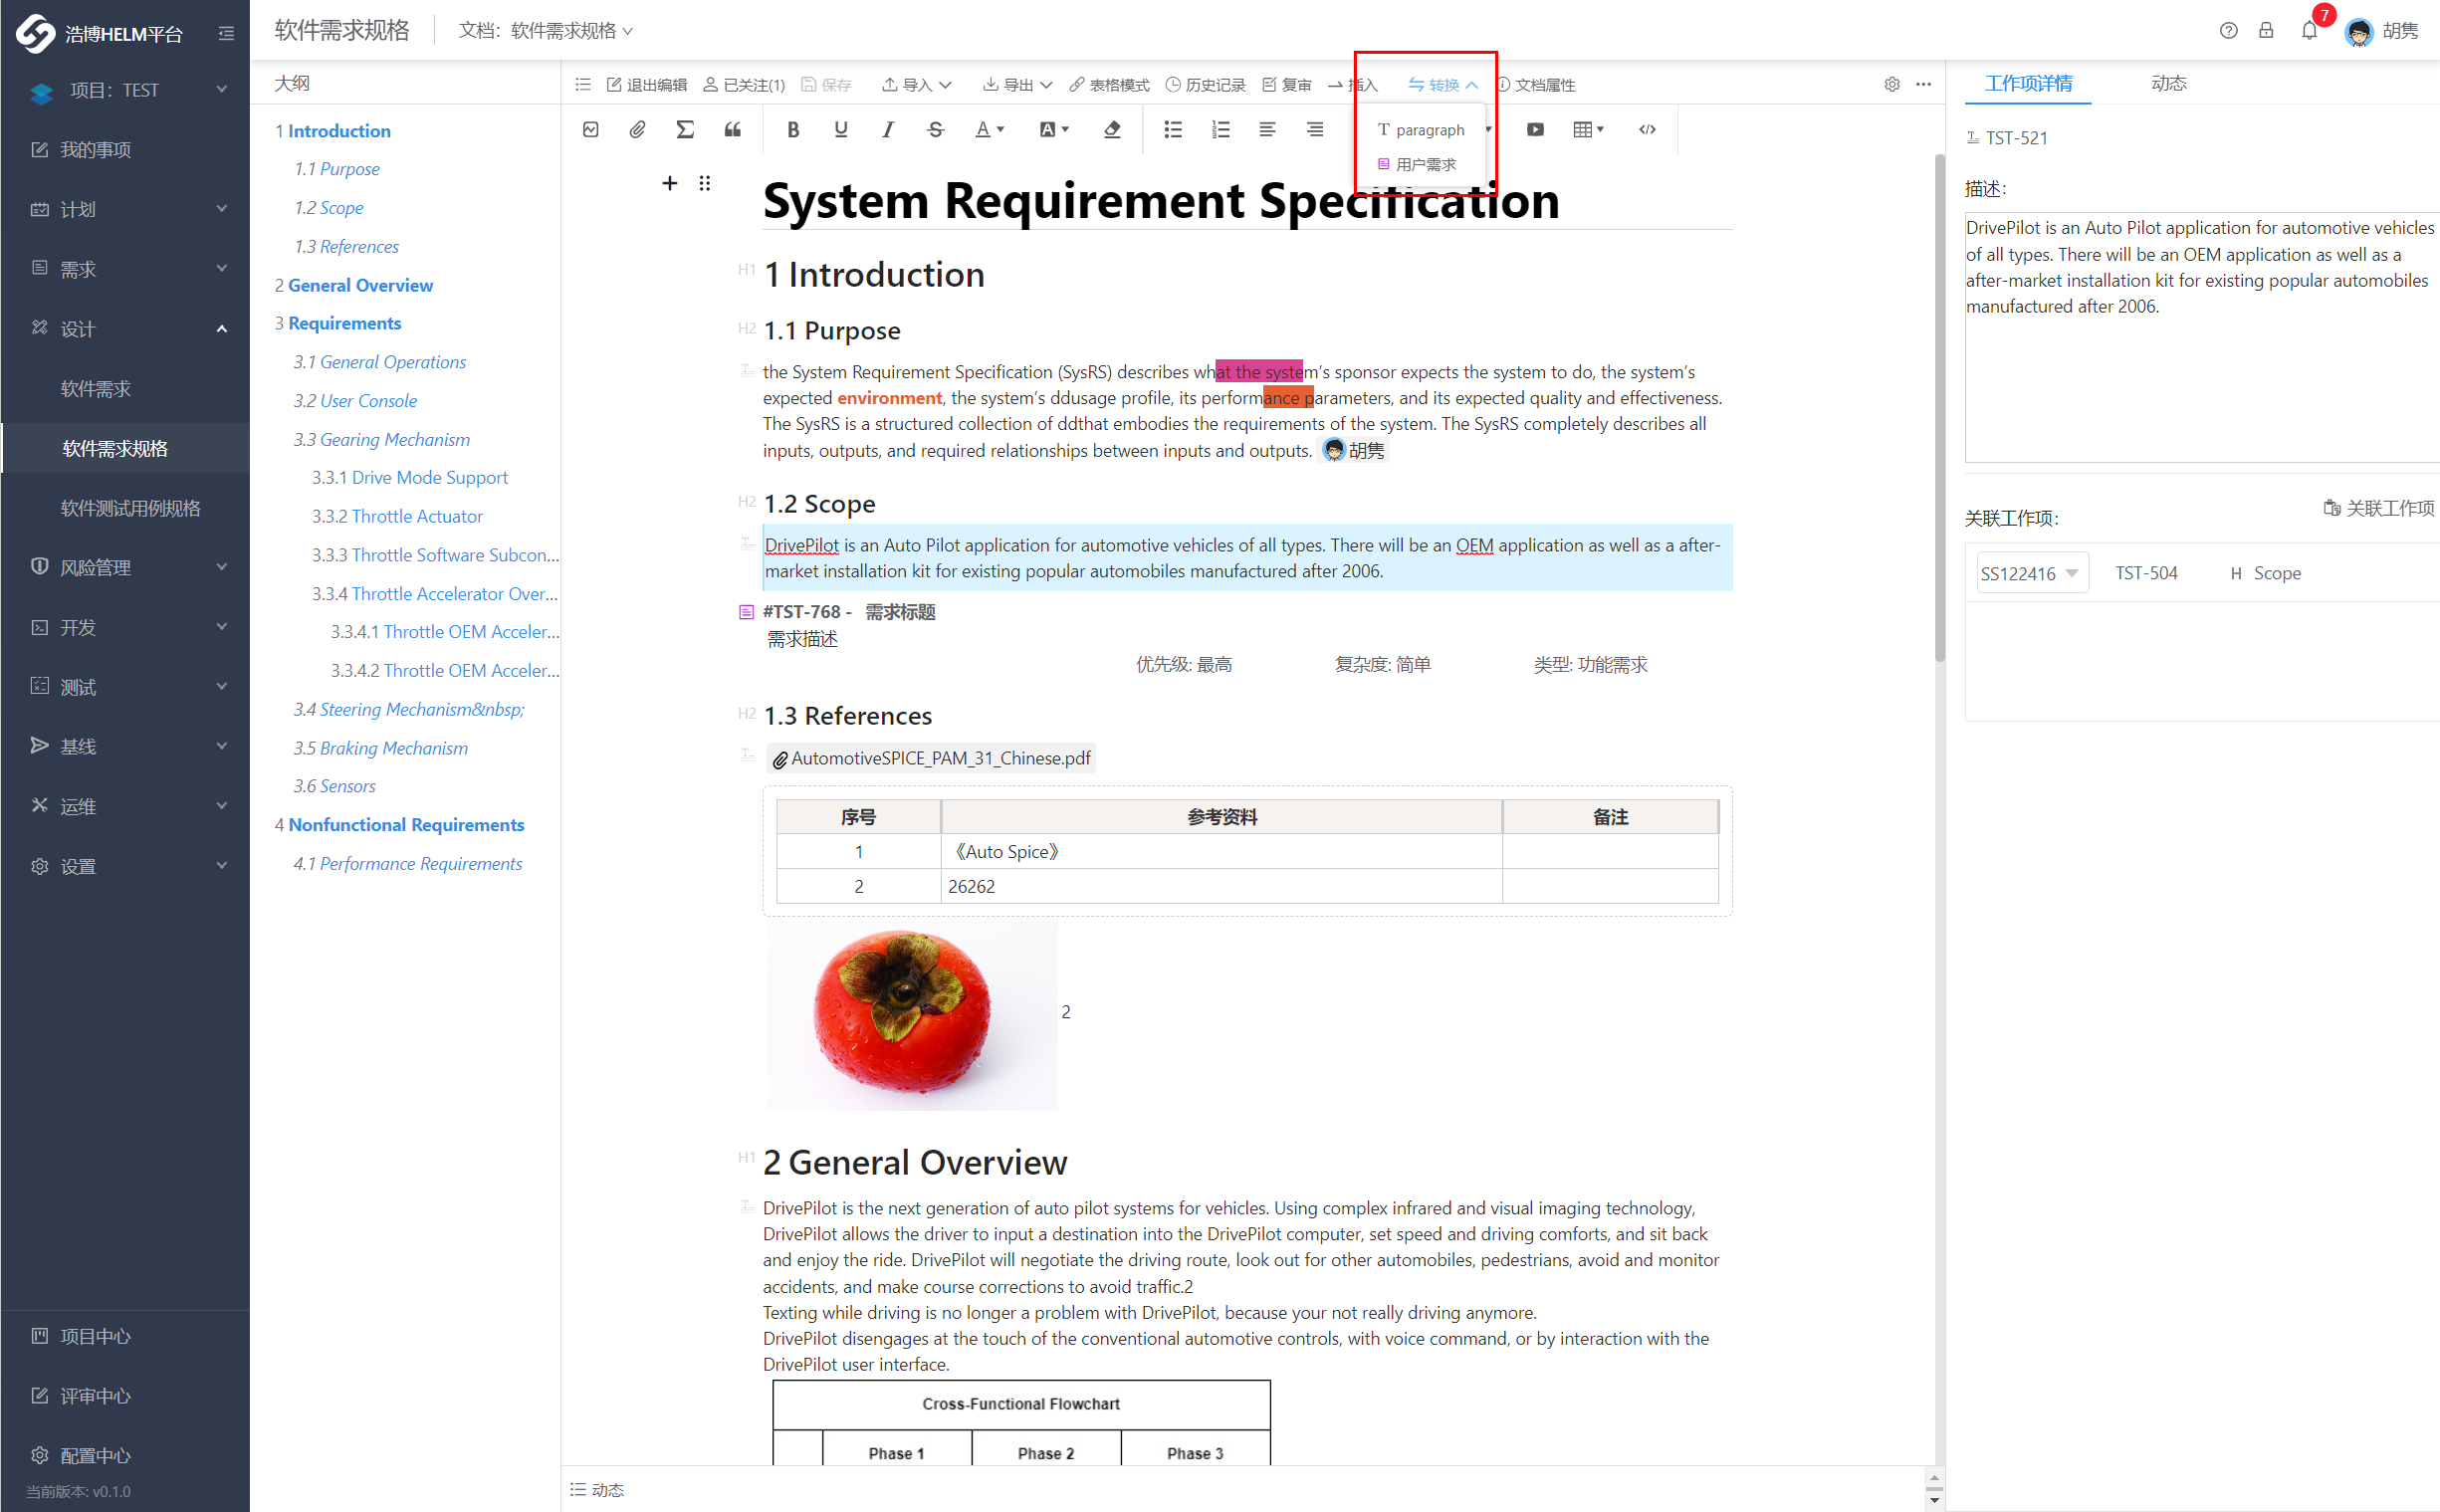 浩博HELM平台
项目：TEST
我的事项
计划
需求
设计
软件需求
软件需求规格
软件测试用例规格
风险管理
开发
测试
基线
运维
设置
项目中心
评审中心
配置中心
当前版本: v0.1.0
软件需求规格
文档：软件需求规格
7
胡隽
大纲
1 Introduction
1.1 Purpose
1.2 Scope
1.3 References
2 General Overview
3 Requirements
3.1 General Operations
3.2 User Console
3.3 Gearing Mechanism
3.3.1 Drive Mode Support
3.3.2 Throttle Actuator
3.3.3 Throttle Software Subcon...
3.3.4 Throttle Accelerator Over...
3.3.4.1 Throttle OEM Acceler...
3.3.4.2 Throttle OEM Acceler...
3.4 Steering Mechanism&nbsp;
3.5 Braking Mechanism
3.6 Sensors
4 Nonfunctional Requirements
4.1 Performance Requirements
退出编辑 已关注(1) 保存 导入 导出 表格模式 历史记录 复审 插入 转换 文档属性
T paragraph
用户需求
System Requirement Specification
H1 1 Introduction
H2 1.1 Purpose
the System Requirement Specification (SysRS) describes what the system's sponsor expects the system to do, the system's
expected environment, the system's ddusage profile, its performance parameters, and its expected quality and effectiveness.
The SysRS is a structured collection of ddthat embodies the requirements of the system. The SysRS completely describes all
inputs, outputs, and required relationships between inputs and outputs. 胡隽
H2 1.2 Scope
DrivePilot is an Auto Pilot application for automotive vehicles of all types. There will be an OEM application as well as a after-
market installation kit for existing popular automobiles manufactured after 2006.
#TST-768 - 需求标题
需求描述
优先级: 最高 复杂度: 简单 类型: 功能需求
H2 1.3 References
AutomotiveSPICE_PAM_31_Chinese.pdf
序号 参考资料 备注
1 《Auto Spice》
2 26262
2
H1 2 General Overview
DrivePilot is the next generation of auto pilot systems for vehicles. Using complex infrared and visual imaging technology,
DrivePilot allows the driver to input a destination into the DrivePilot computer, set speed and driving comforts, and sit back
and enjoy the ride. DrivePilot will negotiate the driving route, look out for other automobiles, pedestrians, avoid and monitor
accidents, and make course corrections to avoid traffic.2
Texting while driving is no longer a problem with DrivePilot, because your not really driving anymore.
DrivePilot disengages at the touch of the conventional automotive controls, with voice command, or by interaction with the
DrivePilot user interface.
Cross-Functional Flowchart
Phase 1 Phase 2 Phase 3
动态
工作项详情 动态
TST-521
描述：
DrivePilot is an Auto Pilot application for automotive vehicles
of all types. There will be an OEM application as well as a
after-market installation kit for existing popular automobiles
manufactured after 2006.
关联工作项
关联工作项：
SS122416 TST-504 H Scope